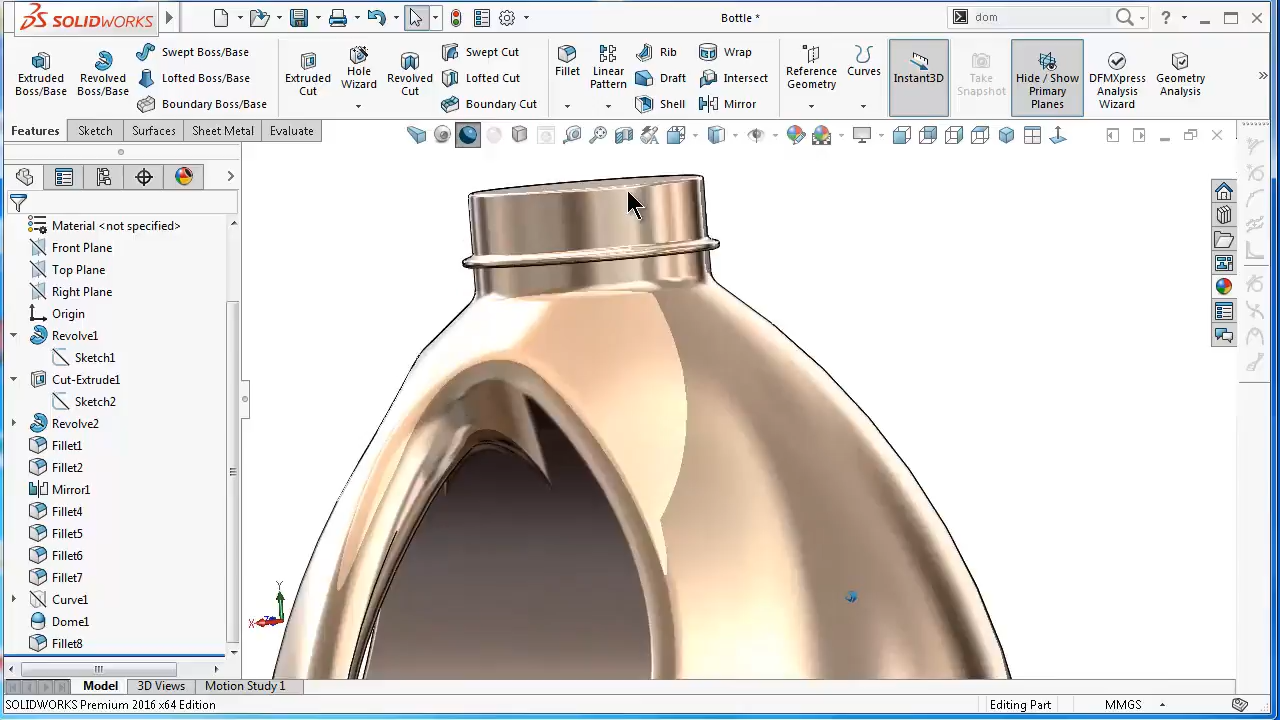 SOLIDWORKS
Bottle *
dom
Extruded Boss/Base
Revolved Boss/Base
Swept Boss/Base
Lofted Boss/Base
Boundary Boss/Base
Extruded Cut
Hole Wizard
Revolved Cut
Swept Cut
Lofted Cut
Boundary Cut
Fillet
Linear Pattern
Rib
Draft
Shell
Wrap
Intersect
Mirror
Reference Geometry
Curves
Instant3D
Take Snapshot
Hide / Show Primary Planes
DFMXpress Analysis Wizard
Geometry Analysis
Features
Sketch
Surfaces
Sheet Metal
Evaluate
Material <not specified>
Front Plane
Top Plane
Right Plane
Origin
Revolve1
Sketch1
Cut-Extrude1
Sketch2
Revolve2
Fillet1
Fillet2
Mirror1
Fillet4
Fillet5
Fillet6
Fillet7
Curve1
Dome1
Fillet8
Y
X
Model
3D Views
Motion Study 1
SOLIDWORKS Premium 2016 x64 Edition
Editing Part
MMGS